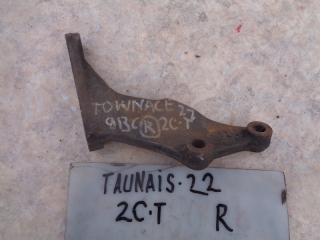 TOWNACE 22
9BC R 2C-T
TAUNAIS-22
2C-T R